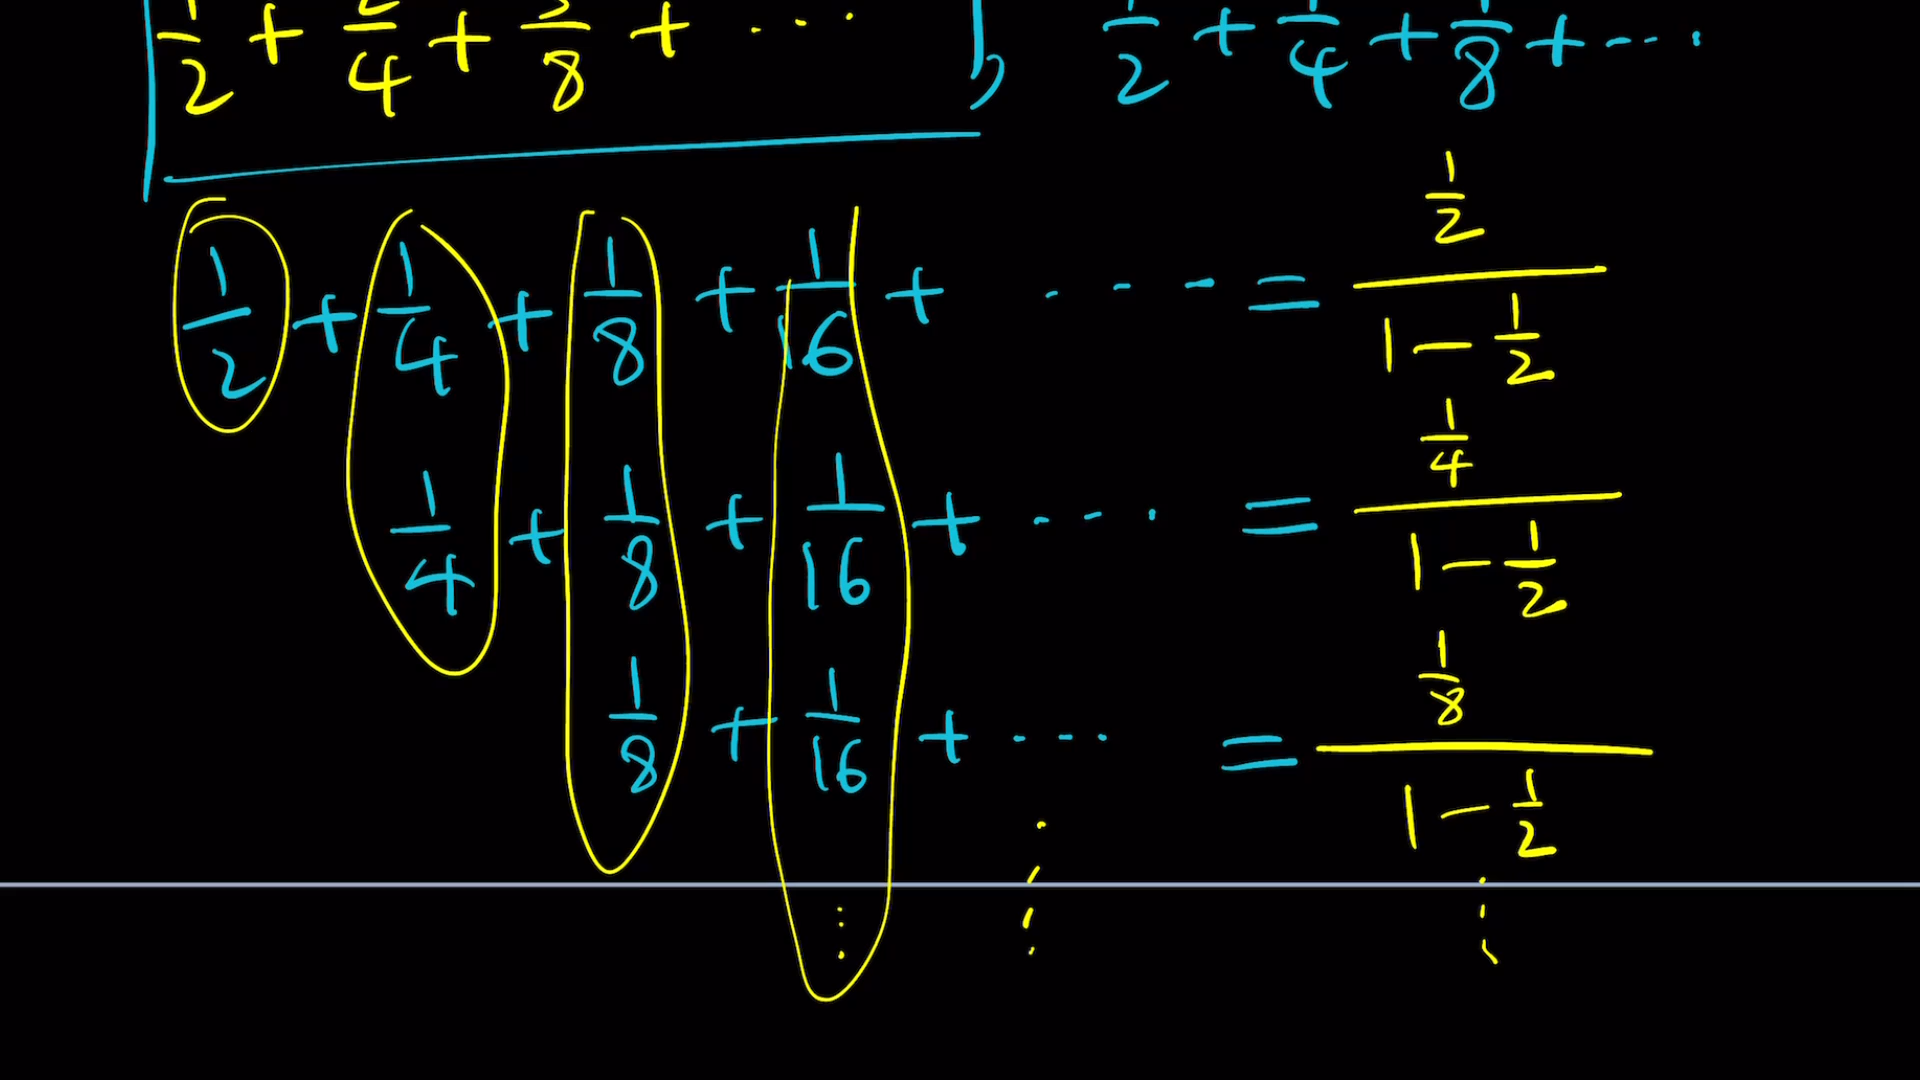 1/2 + 2/4 + 3/8 + ... , 1/2 + 1/4 + 1/8 + ...
1/2 + 1/4 + 1/8 + 1/16 + .... = (1/2)/(1 - 1/2)
1/4 + 1/8 + 1/16 + .... = (1/4)/(1 - 1/2)
1/8 + 1/16 + ... = (1/8)/(1 - 1/2)